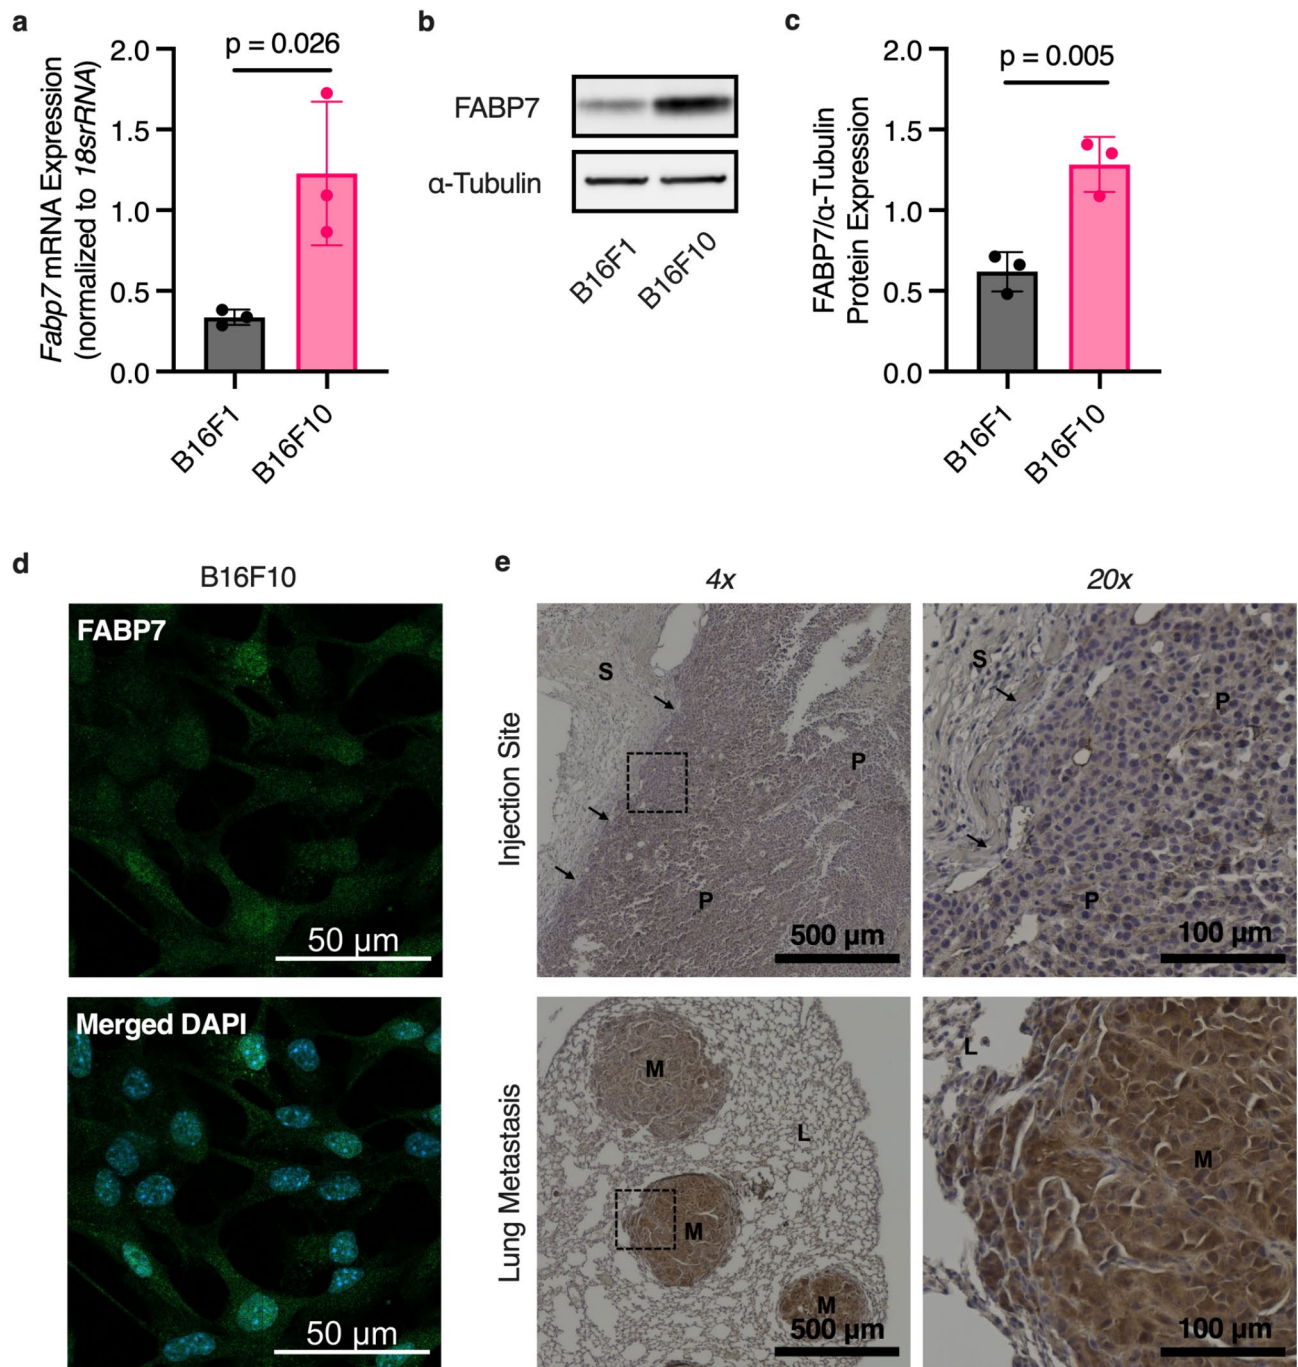 a
p = 0.026
Fabp7 mRNA Expression
(normalized to 18srRNA)
2.0
1.5
1.0
0.5
0.0
B16F1
B16F10
b
FABP7
α-Tubulin
B16F1
B16F10
c
p = 0.005
FABP7/α-Tubulin
Protein Expression
2.0
1.5
1.0
0.5
0.0
B16F1
B16F10
d
B16F10
FABP7
50 µm
Merged DAPI
50 µm
e
4x
20x
Injection Site
S
P
P
500 µm
S
P
P
100 µm
Lung Metastasis
M
L
M
M
500 µm
L
M
100 µm